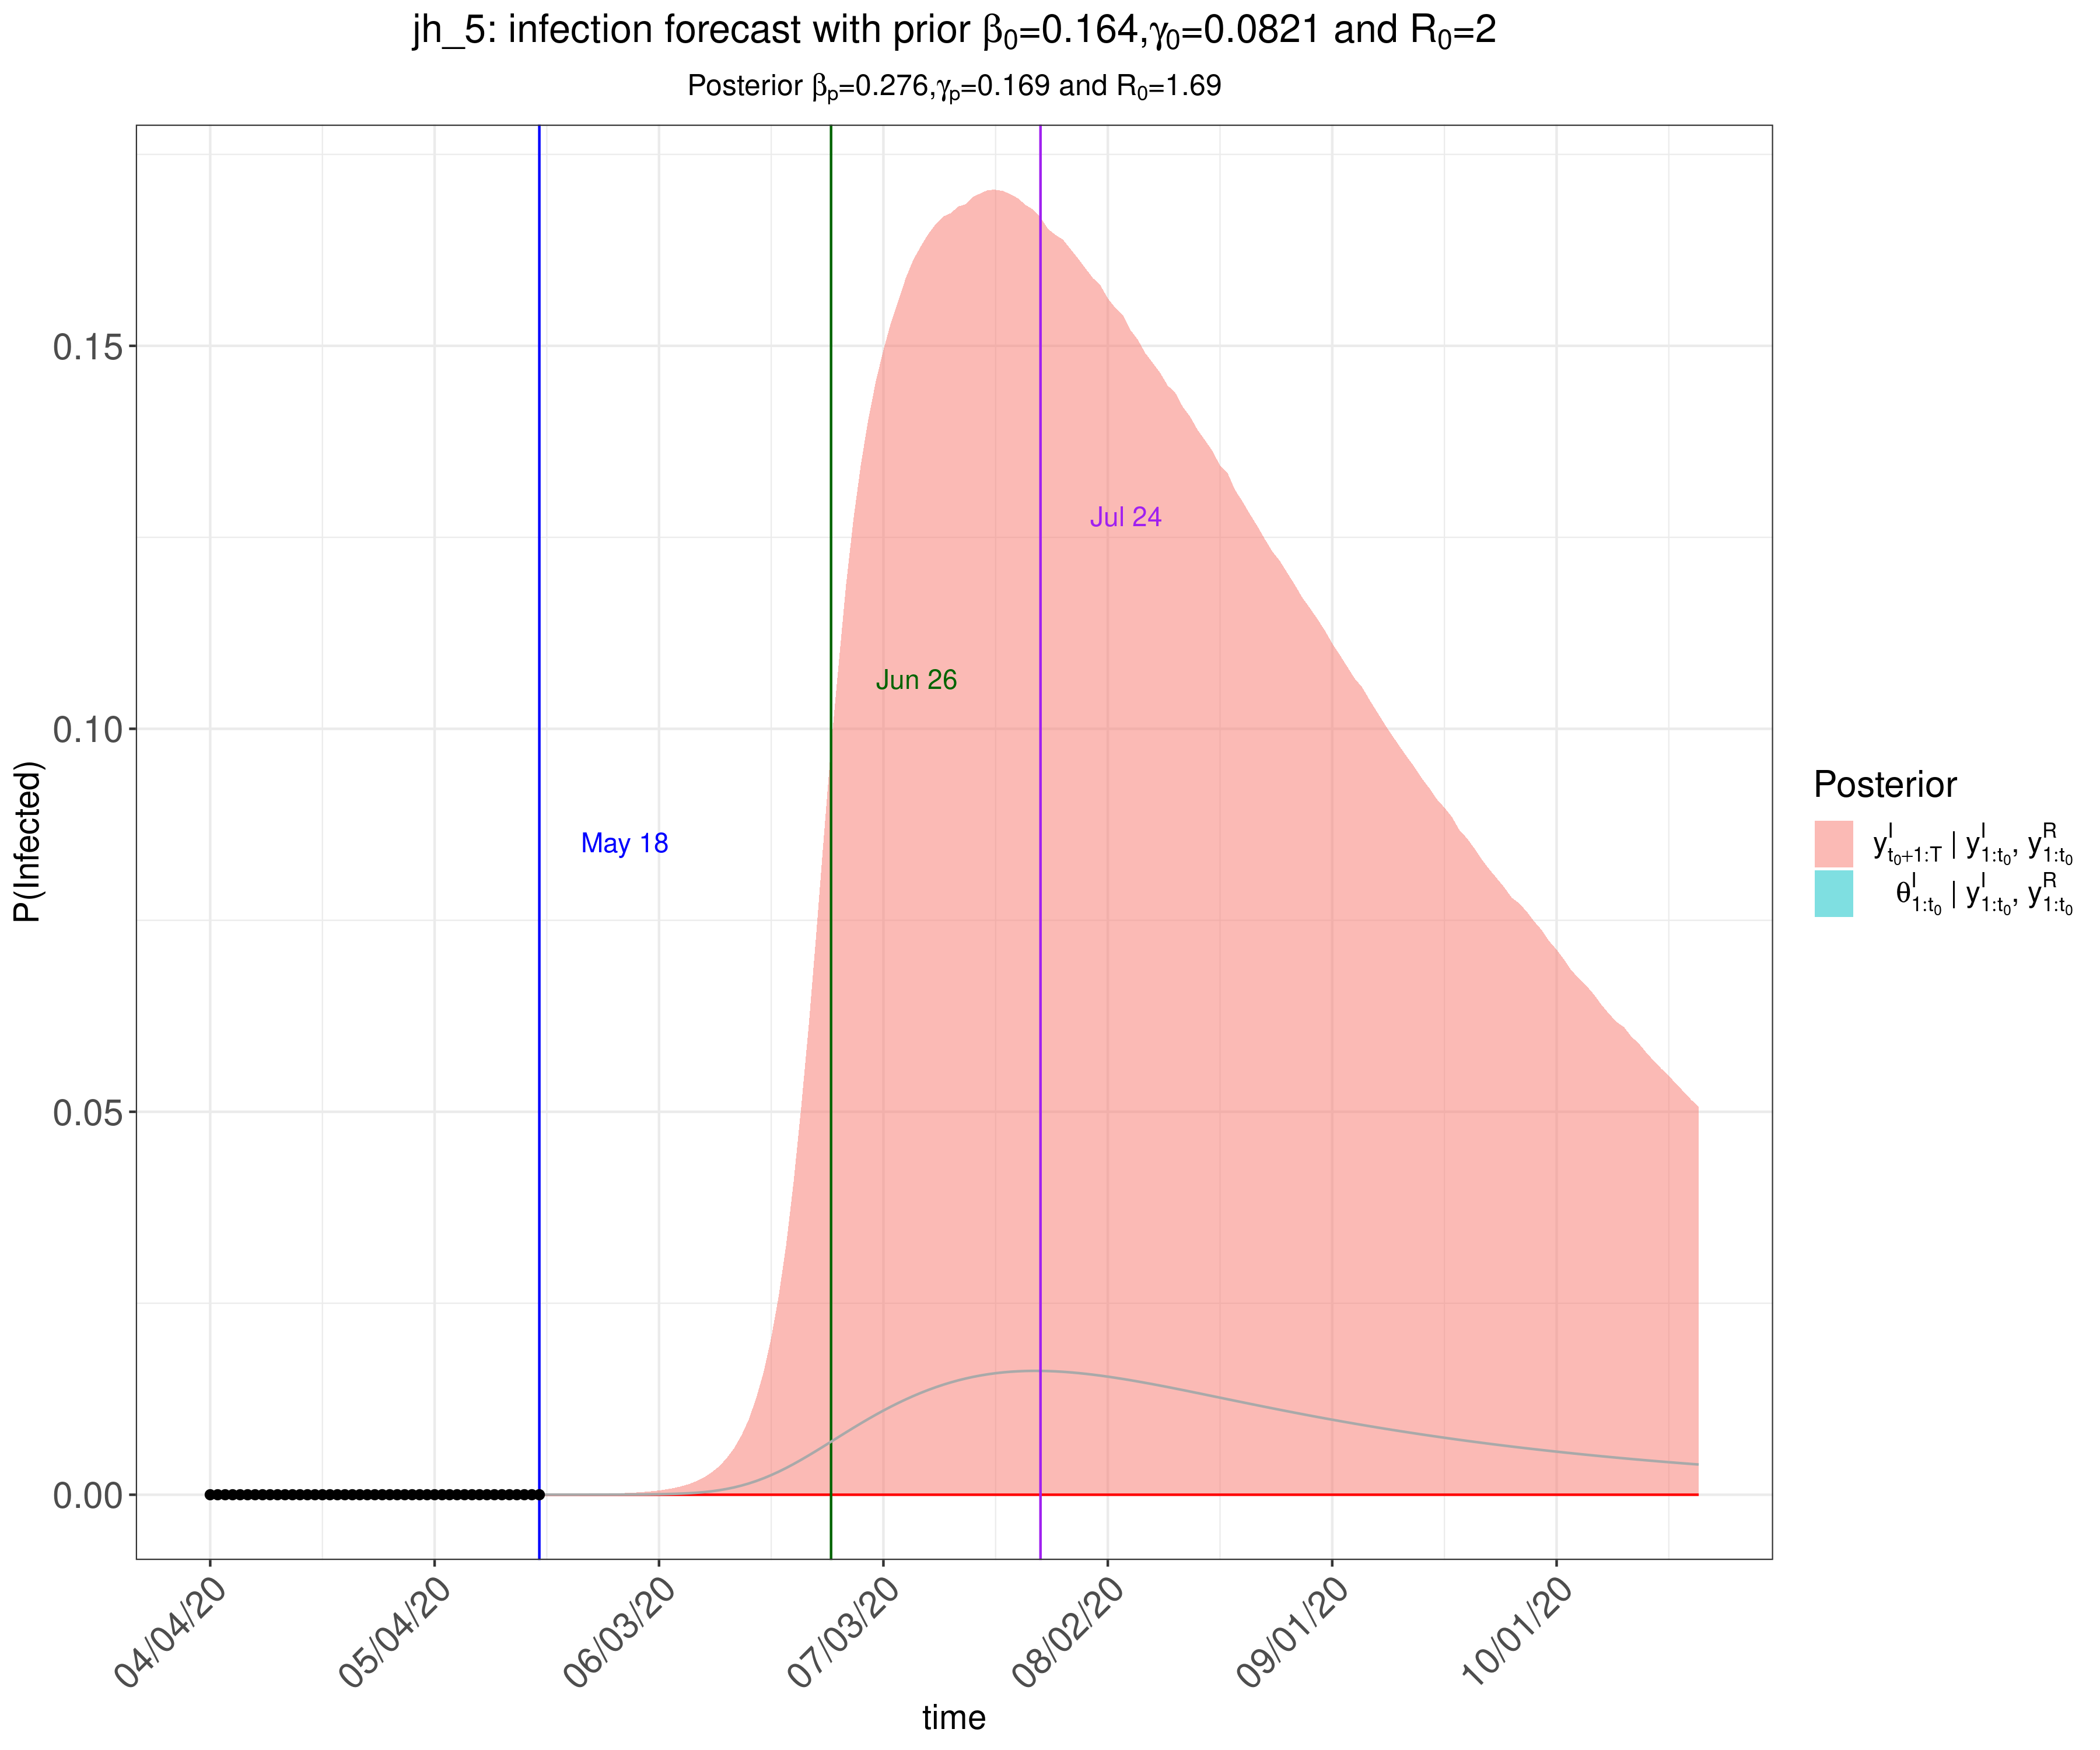 jh_5: infection forecast with prior β₀=0.164,γ₀=0.0821 and R₀=2
Posterior βₚ=0.276,γₚ=0.169 and R₀=1.69
P(Infected)
0.15
0.10
0.05
0.00
Jul 24
Jun 26
May 18
04/04/20
05/04/20
06/03/20
07/03/20
08/02/20
09/01/20
10/01/20
time
Posterior
y^I_{t₀+1:T} | y^I_{1:t₀}, y^R_{1:t₀}
θ^I_{1:t₀} | y^I_{1:t₀}, y^R_{1:t₀}